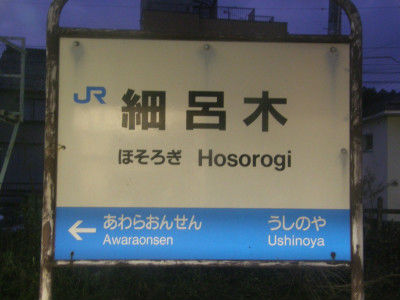 JR 細呂木
ほそろぎ Hosorogi
← あわらおんせん うしのや
Awaraonsen Ushinoya